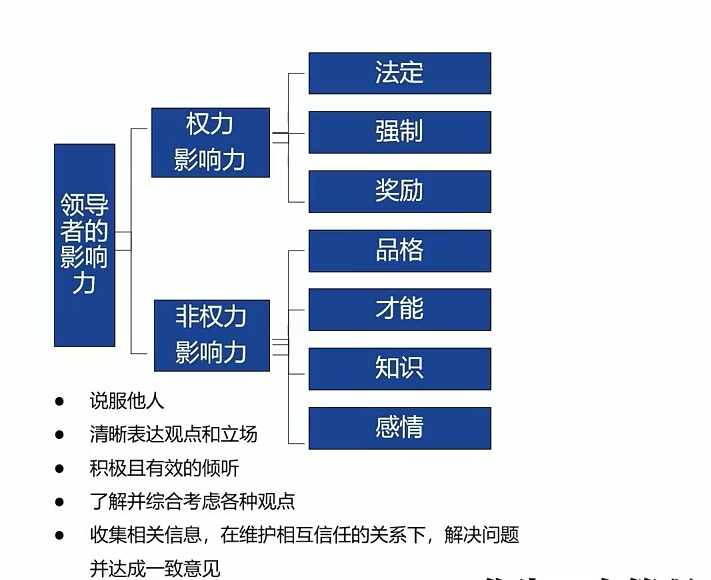 法定
权力
影响力
强制
奖励
领导
者的
影响
力
品格
非权力
影响力
才能
知识
感情
● 说服他人
● 清晰表达观点和立场
● 积极且有效的倾听
● 了解并综合考虑各种观点
● 收集相关信息，在维护相互信任的关系下，解决问题
并达成一致意见